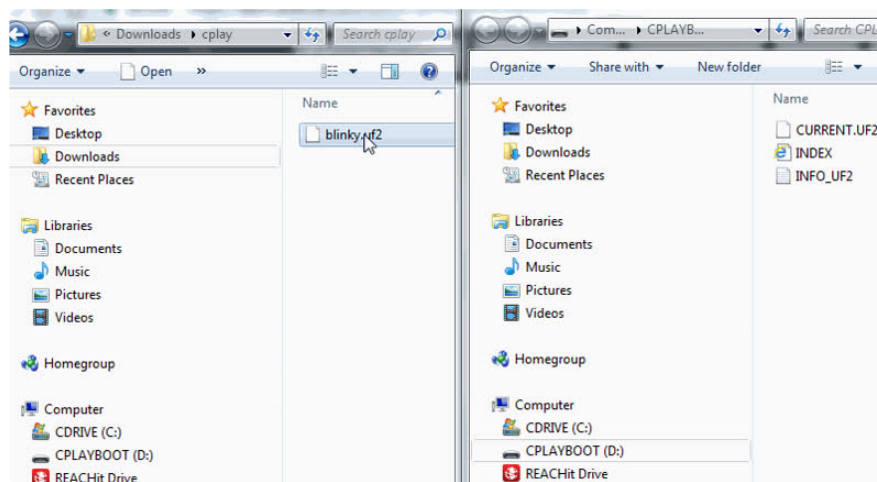 « Downloads › cplay
Search cplay
Organize
Open
»
Favorites
Desktop
Downloads
Recent Places
Libraries
Documents
Music
Pictures
Videos
Homegroup
Computer
CDRIVE (C:)
CPLAYBOOT (D:)
REACHit Drive
Name
blinky.uf2
Com... › CPLAYB...
Search CPL
Organize
Share with
New folder
Favorites
Desktop
Downloads
Recent Places
Libraries
Documents
Music
Pictures
Videos
Homegroup
Computer
CDRIVE (C:)
CPLAYBOOT (D:)
REACHit Drive
Name
CURRENT.UF2
INDEX
INFO_UF2